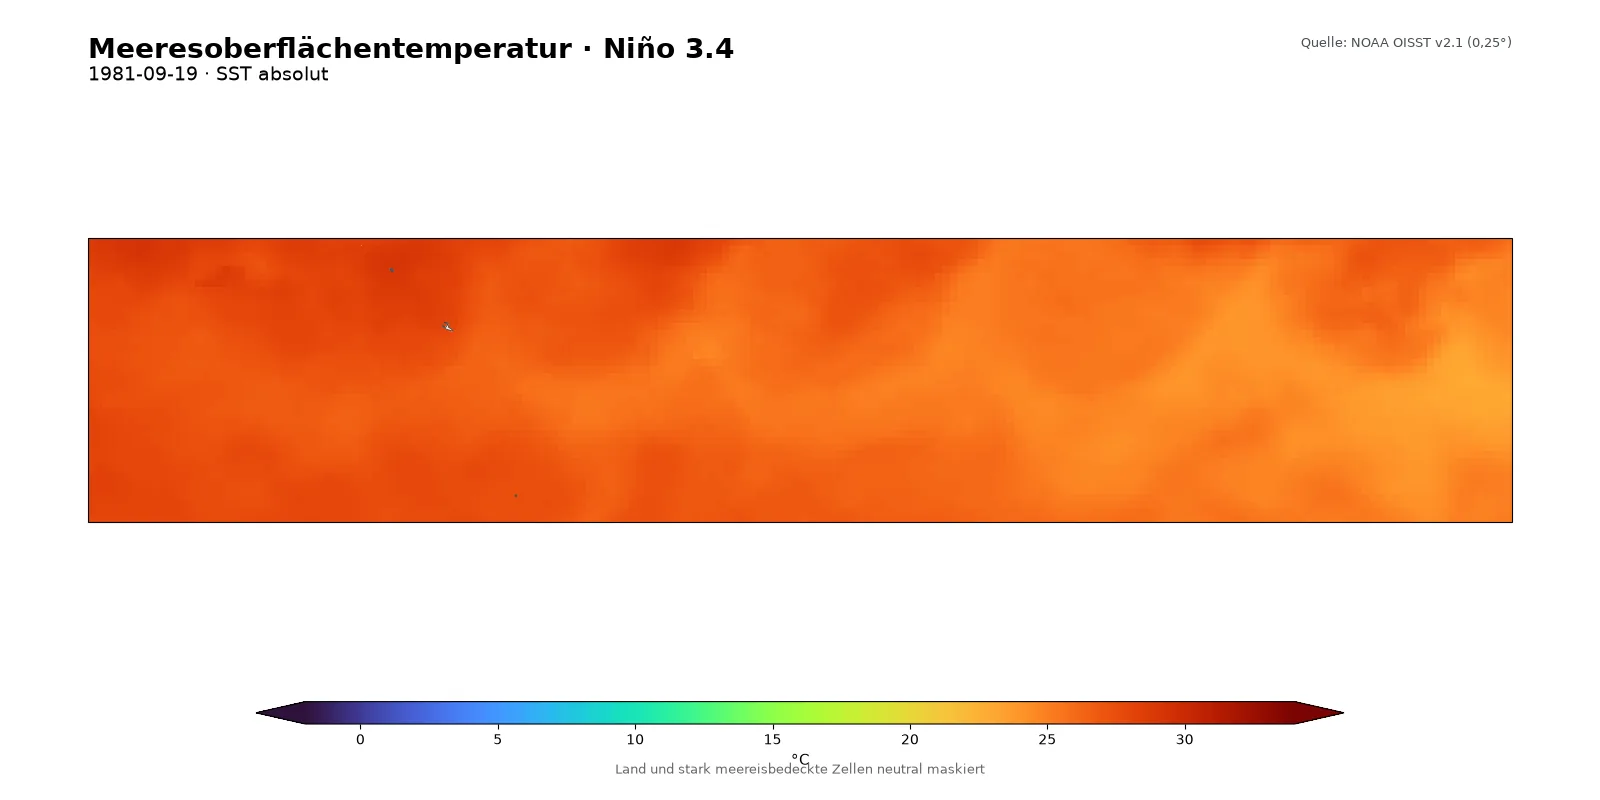 Meeresoberflächentemperatur · Niño 3.4
1981-09-19 · SST absolut
Quelle: NOAA OISST v2.1 (0,25°)
0 5 10 15 20 25 30
°C
Land und stark meereisbedeckte Zellen neutral maskiert